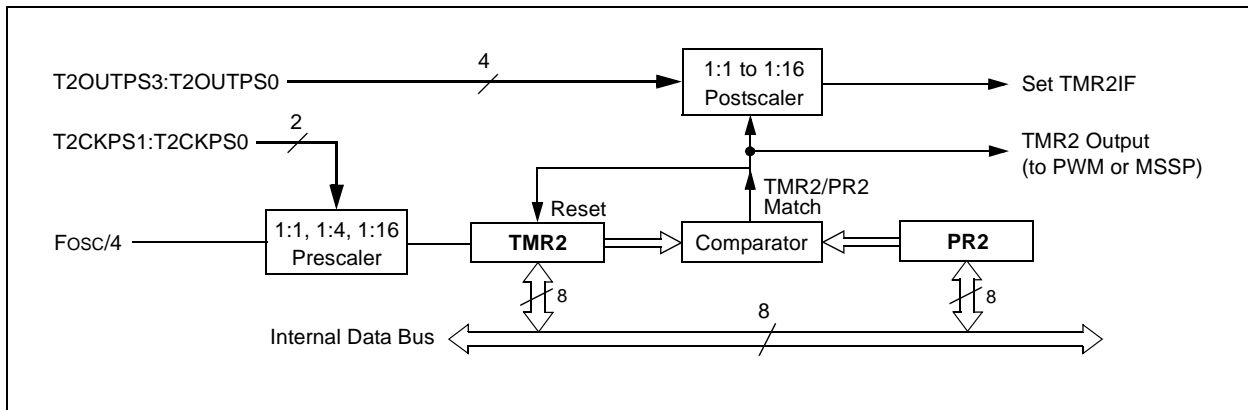 T2OUTPS3:T2OUTPS0
4
1:1 to 1:16
Postscaler
Set TMR2IF
T2CKPS1:T2CKPS0
2
TMR2 Output
(to PWM or MSSP)
TMR2/PR2
Match
Reset
FOSC/4
1:1, 1:4, 1:16
Prescaler
TMR2
Comparator
PR2
8
8
Internal Data Bus
8